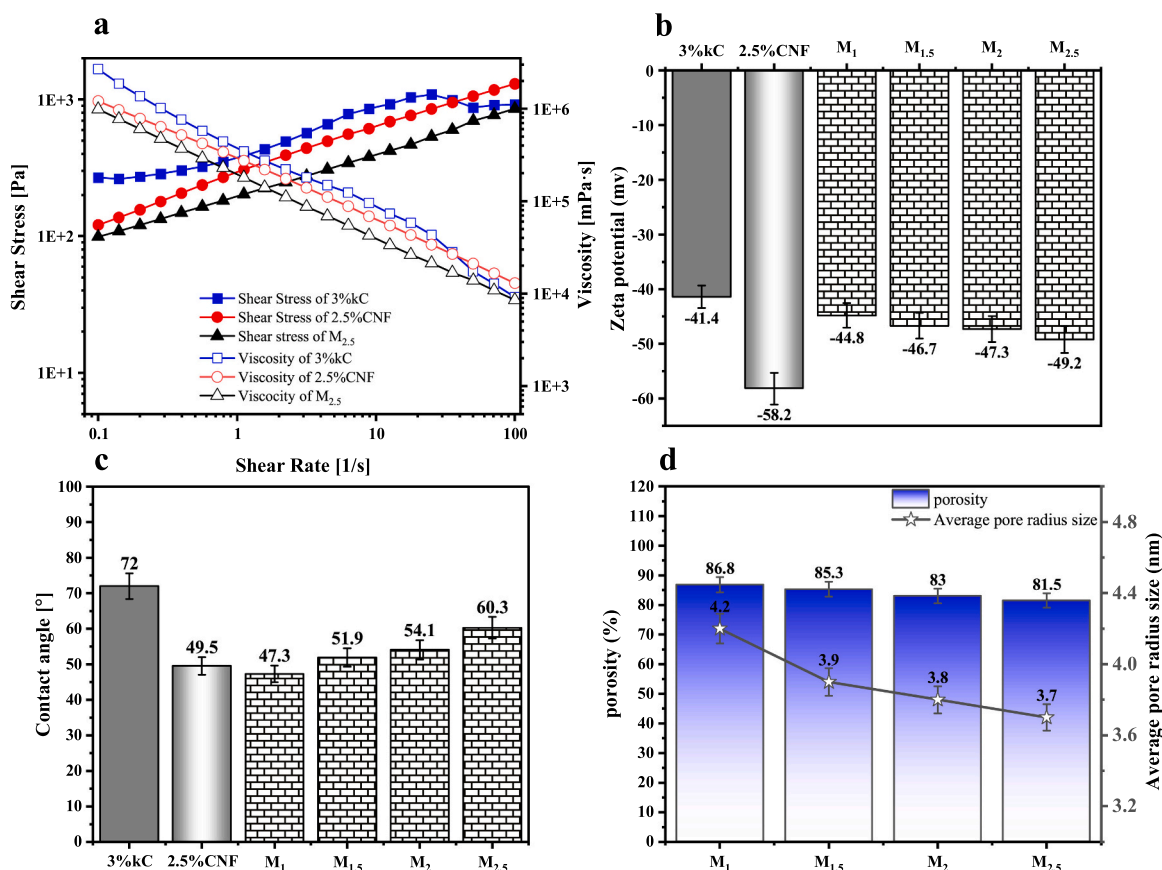 a
1E+3
1E+2
1E+1
Shear Stress [Pa]
1E+6
1E+5
1E+4
1E+3
Viscosity [mPa·s]
Shear Stress of 3%kC
Shear Stress of 2.5%CNF
Shear stress of M2.5
Viscosity of 3%kC
Viscosity of 2.5%CNF
Viscocity of M2.5
0.1 1 10 100
Shear Rate [1/s]
b
3%kC 2.5%CNF M1 M1.5 M2 M2.5
0
-10
-20
-30
-40
-50
-60
Zeta potential (mv)
-41.4
-58.2
-44.8
-46.7
-47.3
-49.2
c
100
90
80
70
60
50
40
30
20
10
0
Contact angle [°]
72
49.5
47.3
51.9
54.1
60.3
3%kC 2.5%CNF M1 M1.5 M2 M2.5
d
120
110
100
90
80
70
60
50
40
30
20
10
0
porosity (%)
porosity
Average pore radius size
86.8
85.3
83
81.5
4.2
3.9
3.8
3.7
4.8
4.4
4.0
3.6
3.2
Average pore radius size (nm)
M1 M1.5 M2 M2.5